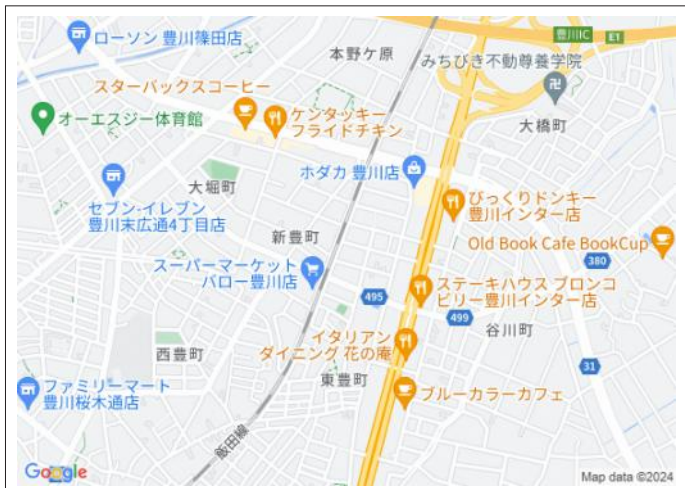 ローソン 豊川篠田店
本野ケ原
豊川IC
E1
みちびき不動尊養学院
スターバックスコーヒー
オーエスジー体育館
ケンタッキー
フライドチキン
大橋町
ホダカ 豊川店
大堀町
セブン-イレブン
豊川末広通4丁目店
びっくりドンキー
豊川インター店
新豊町
Old Book Cafe BookCup
スーパーマーケット
バロー豊川店
380
ステーキハウス ブロンコ
ビリー豊川インター店
495
499
谷川町
イタリアン
ダイニング 花の庵
西豊町
31
東豊町
ファミリーマート
豊川桜木通店
ブルーカラーカフェ
飯田線
Google
Map data ©2024